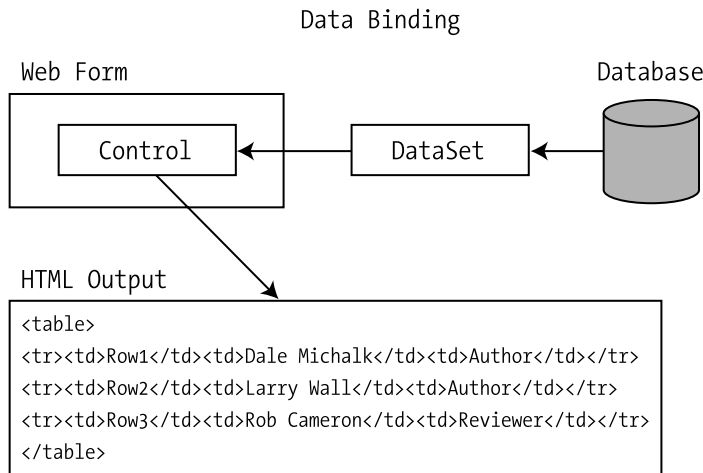 Data Binding
Web Form
Database
Control
DataSet
HTML Output
<table>
<tr><td>Row1</td><td>Dale Michalk</td><td>Author</td></tr>
<tr><td>Row2</td><td>Larry Wall</td><td>Author</td></tr>
<tr><td>Row3</td><td>Rob Cameron</td><td>Reviewer</td></tr>
</table>